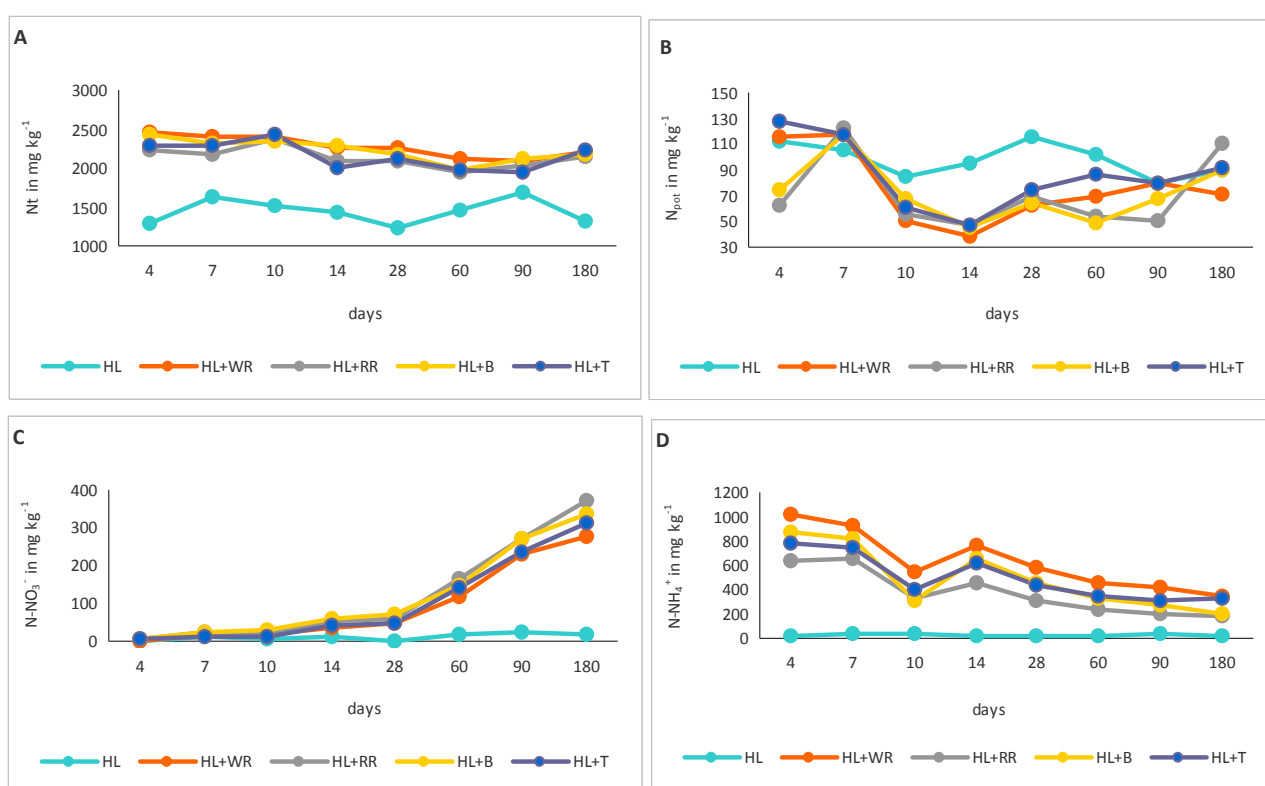 A
Nt in mg kg⁻¹
3000
2500
2000
1500
1000
4 7 10 14 28 60 90 180
days
HL HL+WR HL+RR HL+B HL+T
B
N_pot in mg kg⁻¹
150
130
110
90
70
50
30
4 7 10 14 28 60 90 180
days
HL HL+WR HL+RR HL+B HL+T
C
N-NO₃⁻ in mg kg⁻¹
400
300
200
100
0
4 7 10 14 28 60 90 180
days
HL HL+WR HL+RR HL+B HL+T
D
N-NH₄⁺ in mg kg⁻¹
1200
1000
800
600
400
200
0
4 7 10 14 28 60 90 180
days
HL HL+WR HL+RR HL+B HL+T